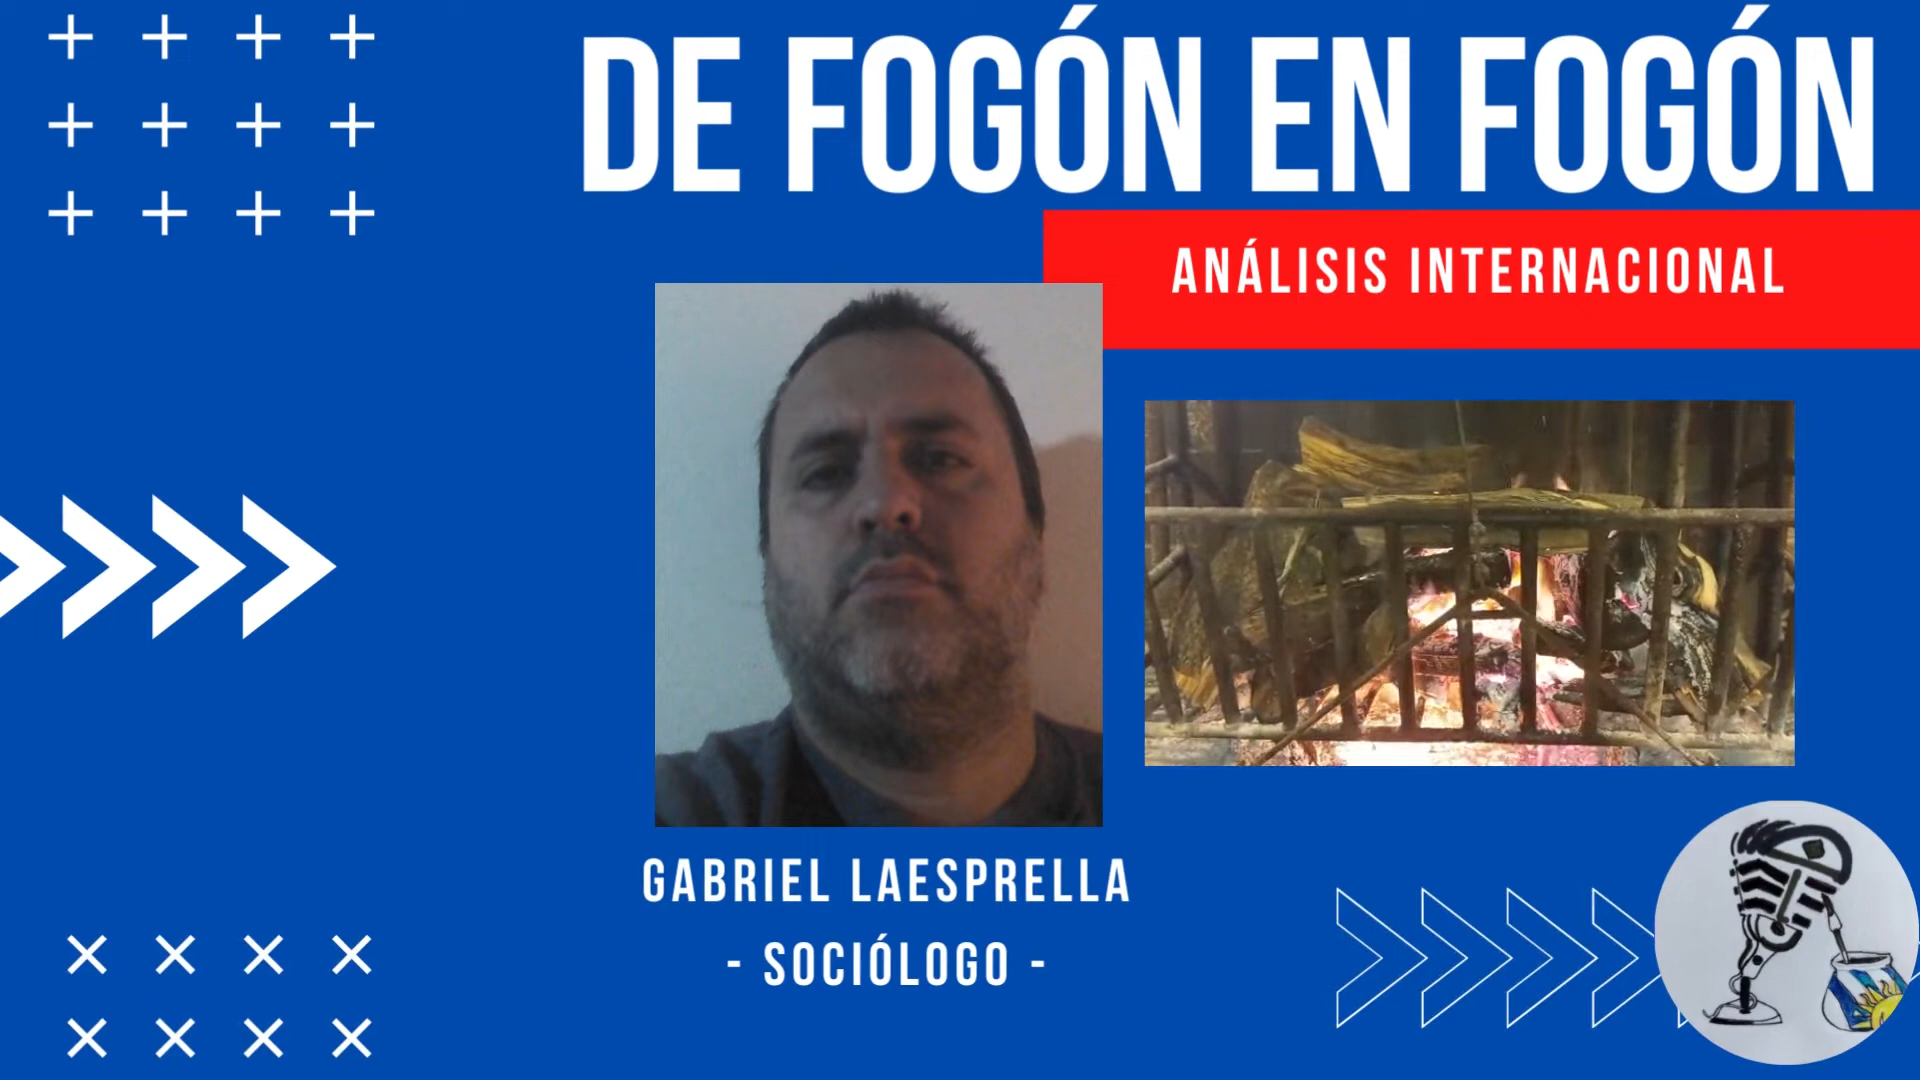 DE FOGÓN EN FOGÓN
ANÁLISIS INTERNACIONAL
GABRIEL LAESPRELLA
- SOCIÓLOGO -